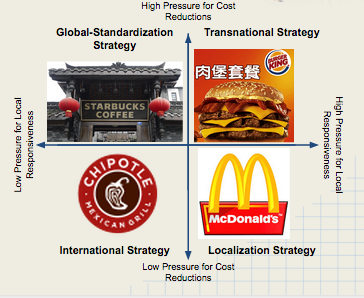 High Pressure for Cost
Reductions
Global-Standardization
Strategy
Transnational Strategy
STARBUCKS
COFFEE
肉堡套餐
BURGER
KING
Low Pressure for Local
Responsiveness
High Pressure for Local
Responsiveness
CHIPOTLE
MEXICAN GRILL
McDonald's
International Strategy
Localization Strategy
Low Pressure for Cost
Reductions